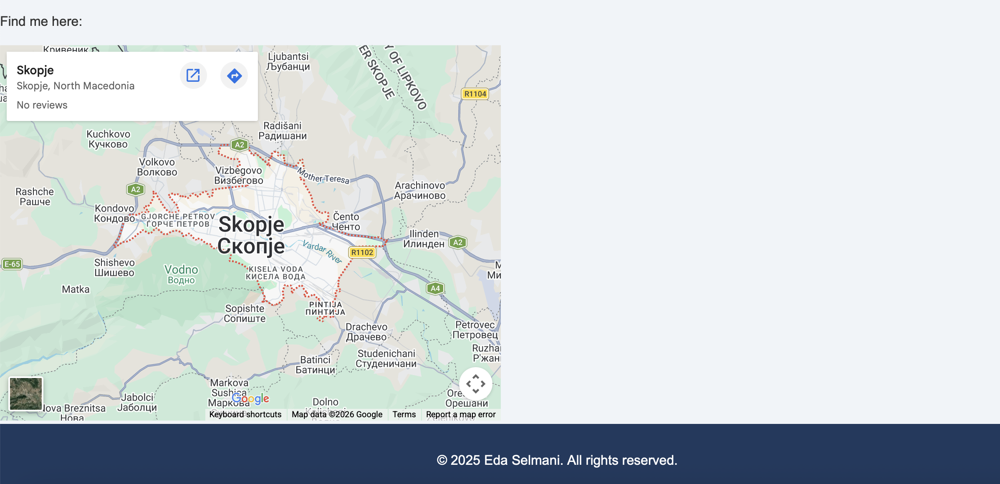 Find me here:
Кривеник
Skopje
Skopje, North Macedonia
No reviews
Ljubantsi
Љубанци
ER SKOPJE
Y OF LIPKOVO
R1104
Radišani
Радишани
Kuchkovo
Кучково
A2
Volkovo
Волково
Vizbegovo
Визбегово
Mother Teresa
Arachinovo
Арачиново
A2
Rashche
Рашче
Kondovo
Кондово
GJORCHE PETROV
ЃОРЧЕ ПЕТРОВ
Skopje
Скопје
Čento
Ченто
Ilinden
Илинден
A2
Vardar River
R1102
E-65
Shishevo
Шишево
Vodno
Водно
KISELA VODA
КИСЕЛА ВОДА
Matka
A4
PINTIJA
ПИНТИЈА
Sopishte
Сопиште
Drachevo
Драчево
Petrovec
Петровец
Ruzha
Р'жан
Studenichani
Студеничани
Batinci
Батинци
Markova
Sushica
Маркова
Google
Jabolci
Јаболци
Nova Breznitsa
Нова
Dolno
Ore
Орешани
Keyboard shortcuts
Map data ©2026 Google
Terms
Report a map error
© 2025 Eda Selmani. All rights reserved.